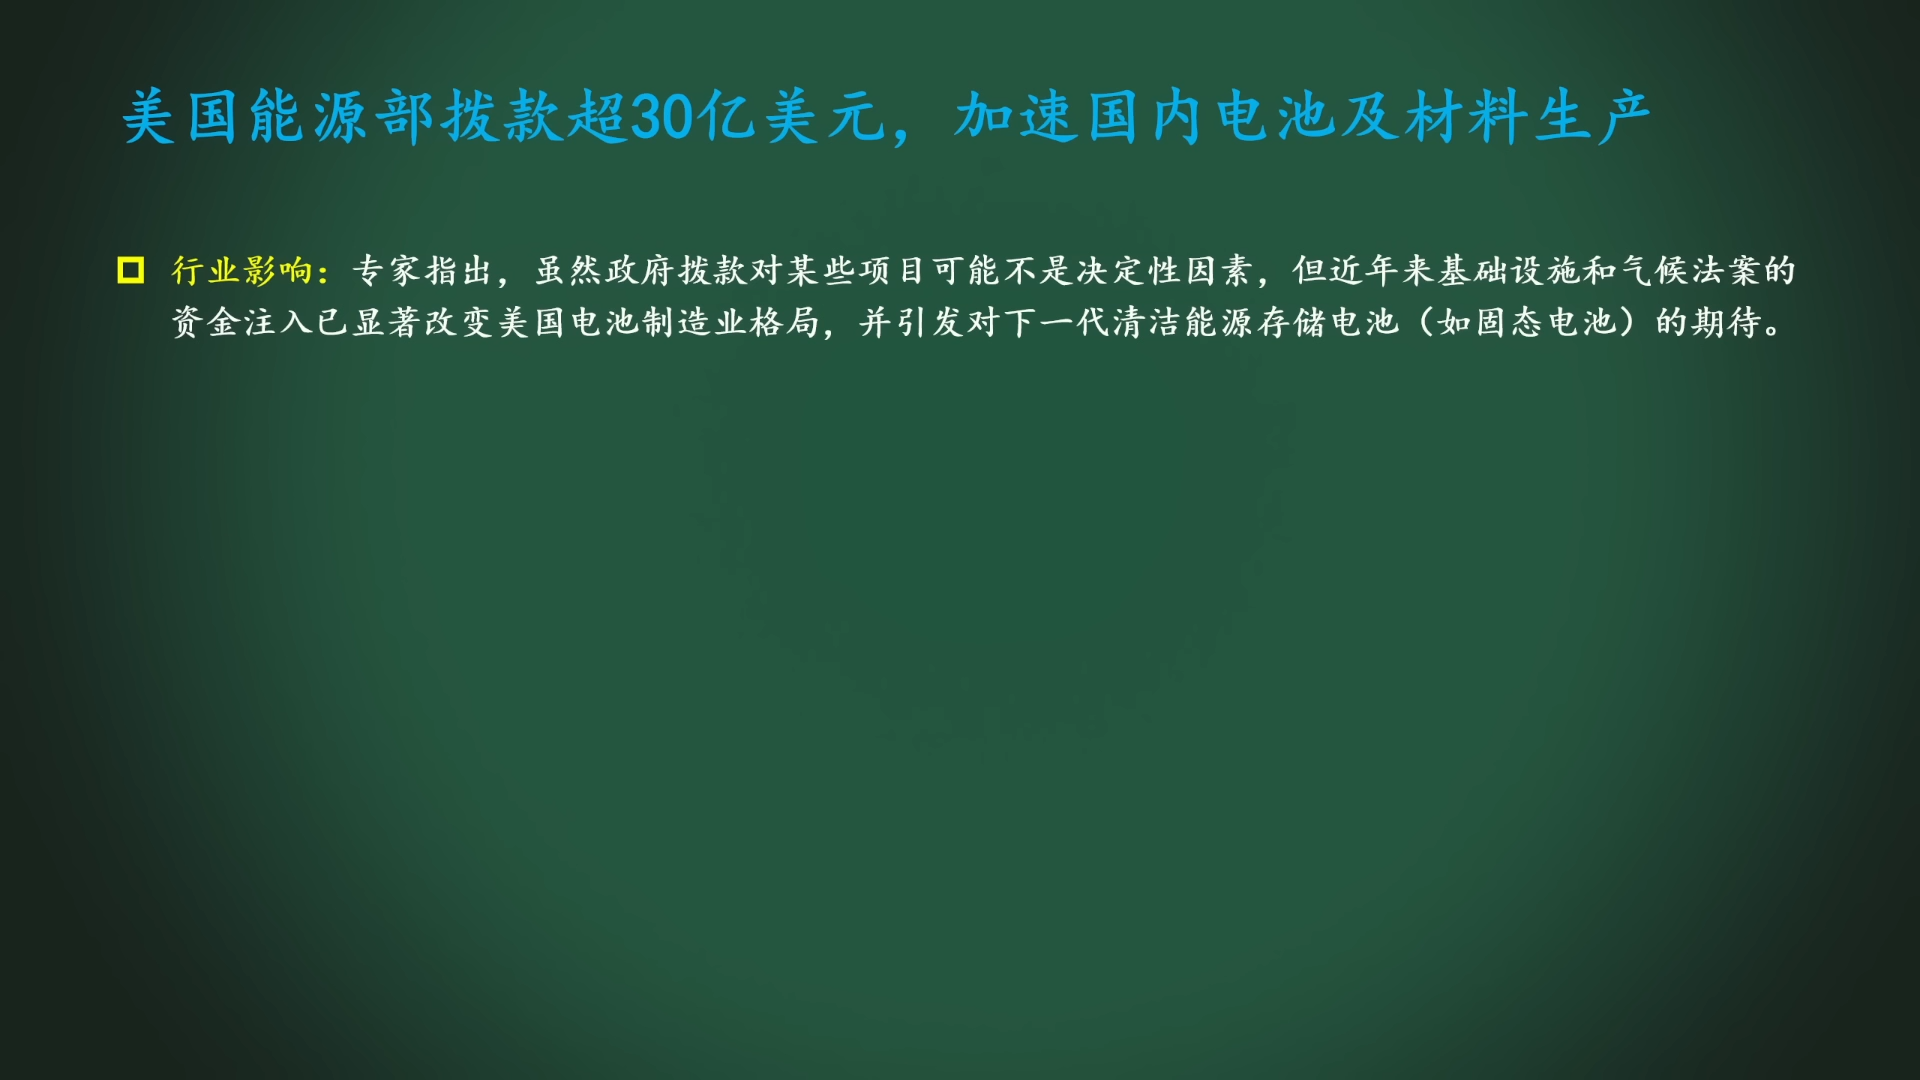 美国能源部拨款超30亿美元，加速国内电池及材料生产
行业影响：专家指出，虽然政府拨款对某些项目可能不是决定性因素，但近年来基础设施和气候法案的
资金注入已显著改变美国电池制造业格局，并引发对下一代清洁能源存储电池（如固态电池）的期待。